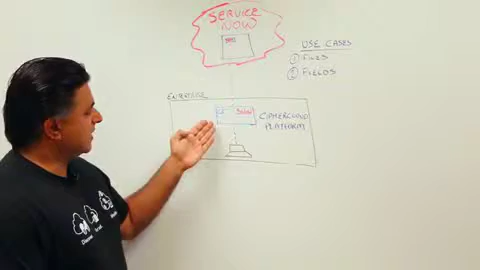 SERVICE
NOW
USE CASES
① FILES
② FIELDS
ENTERPRISE
CIPHERCLOUD
PLATFORM